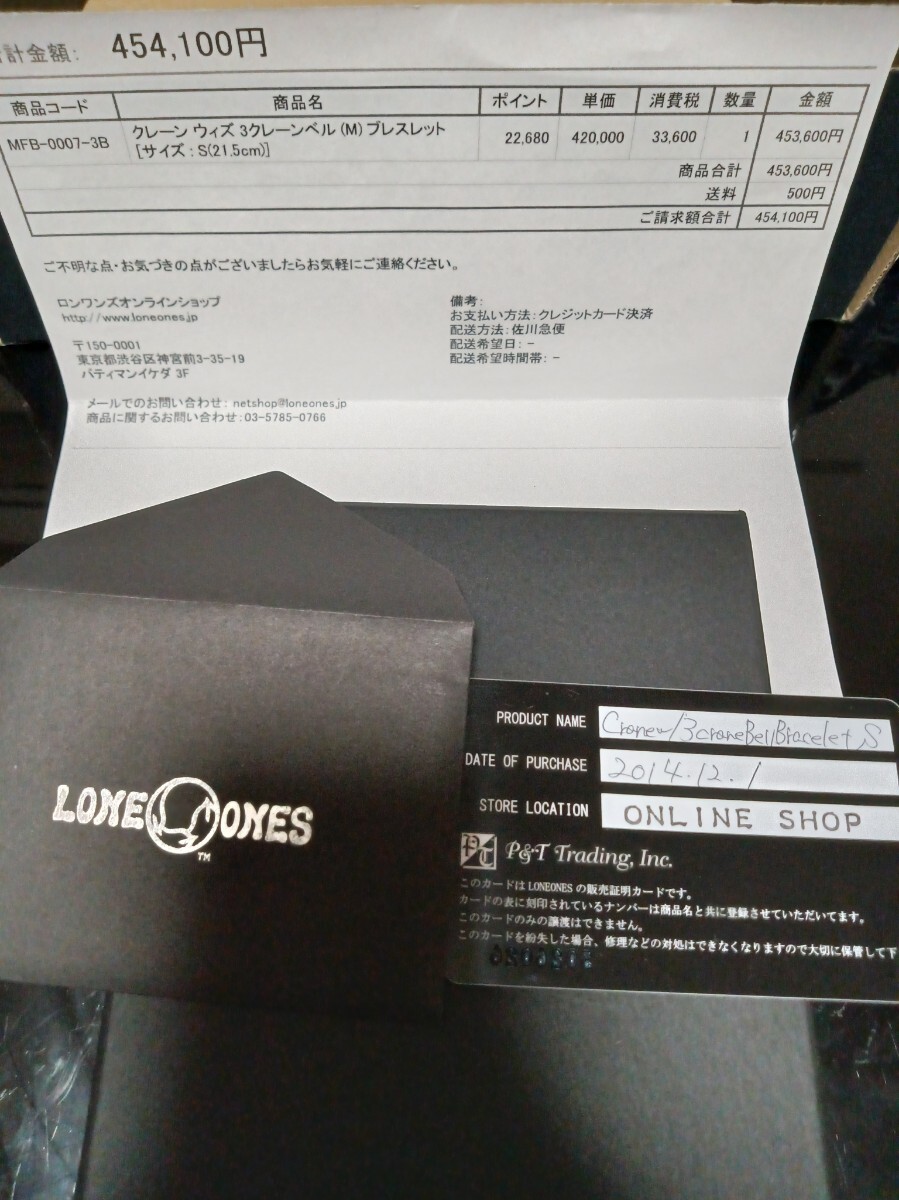 計金額: 454,100円
商品コード 商品名 ポイント 単価 消費税 数量 金額
MFB-0007-3B クレーン ウィズ 3クレーンベル (M) ブレスレット [サイズ : S(21.5cm)] 22,680 420,000 33,600 1 453,600円
商品合計 453,600円
送料 500円
ご請求額合計 454,100円
ご不明な点・お気づきの点がございましたらお気軽にご連絡ください。
ロンワンズオンラインショップ
http://www.loneones.jp
〒150-0001
東京都渋谷区神宮前3-35-19
パティマンイケダ 3F
メールでのお問い合わせ: netshop@loneones.jp
商品に関するお問い合わせ:03-5785-0766
備考:
お支払い方法:クレジットカード決済
配送方法:佐川急便
配送希望日: -
配送希望時間帯: -
LONE ONES
TM
PRODUCT NAME Crane w/3craneBellBracelet S
DATE OF PURCHASE 2014.12.1
STORE LOCATION ONLINE SHOP
PT P&T Trading, Inc.
このカードは LONEONES の販売証明カードです。
カードの表に刻印されているナンバーは商品名と共に登録させていただいてます。
このカードのみの譲渡はできません。
このカードを紛失した場合、修理などの対処はできなくなりますので大切に保管して下